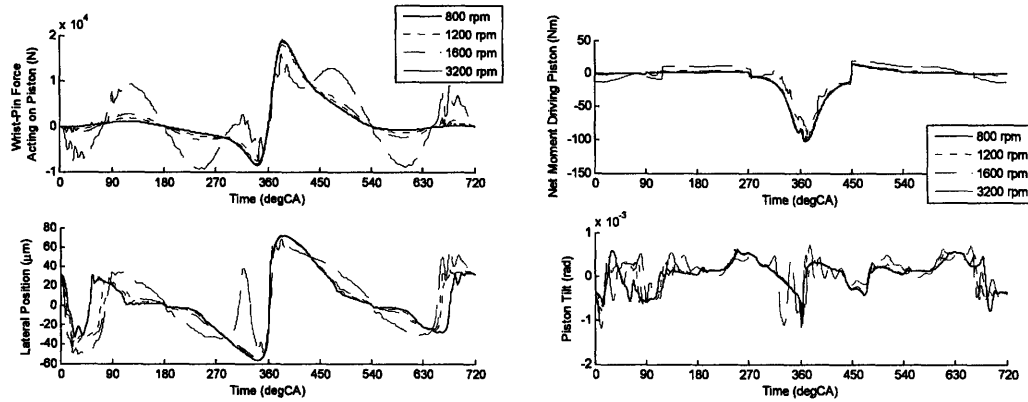 x 10^4
Wrist-Pin Force
Acting on Piston (N)
2
1
0
-1
0 90 180 270 360 450 540 630 720
Time (degCA)
800 rpm
1200 rpm
1600 rpm
3200 rpm
Net Moment Driving Piston (Nm)
50
0
-50
-100
-150
0 90 180 270 360 450
Time (degCA)
800 rpm
1200 rpm
1600 rpm
3200 rpm
Lateral Position (μm)
80
60
40
20
0
-20
-40
-60
0 90 180 270 360 450 540 630 720
Time (degCA)
x 10^-3
Piston Tilt (rad)
1
0
-1
-2
0 90 180 270 360 450 540 630 720
Time (degCA)